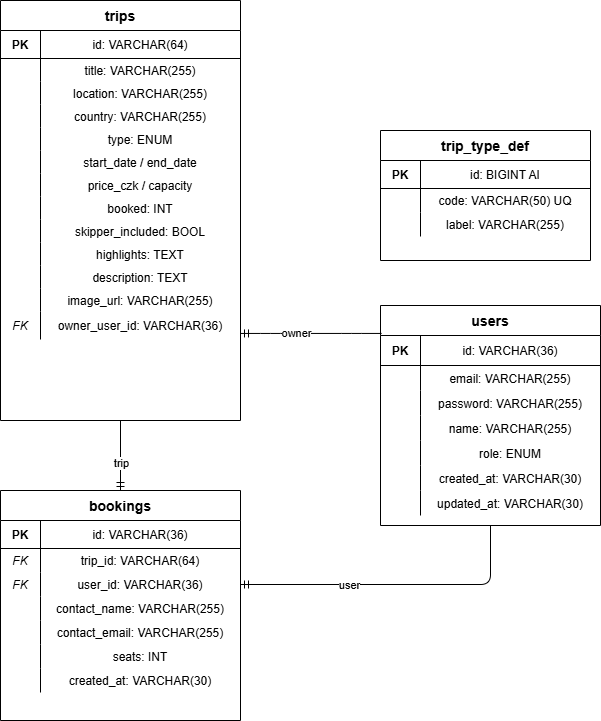 trips
PK id: VARCHAR(64)
title: VARCHAR(255)
location: VARCHAR(255)
country: VARCHAR(255)
type: ENUM
start_date / end_date
price_czk / capacity
booked: INT
skipper_included: BOOL
highlights: TEXT
description: TEXT
image_url: VARCHAR(255)
FK owner_user_id: VARCHAR(36)
trip_type_def
PK id: BIGINT AI
code: VARCHAR(50) UQ
label: VARCHAR(255)
owner
users
PK id: VARCHAR(36)
email: VARCHAR(255)
password: VARCHAR(255)
name: VARCHAR(255)
role: ENUM
created_at: VARCHAR(30)
updated_at: VARCHAR(30)
trip
bookings
PK id: VARCHAR(36)
FK trip_id: VARCHAR(64)
FK user_id: VARCHAR(36)
contact_name: VARCHAR(255)
contact_email: VARCHAR(255)
seats: INT
created_at: VARCHAR(30)
user